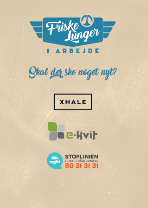 Friske
Lunger
I ARBEJDE
Skal der ske noget nyt?
XHALE
e-kvit
STOPLINIEN
80 31 31 31